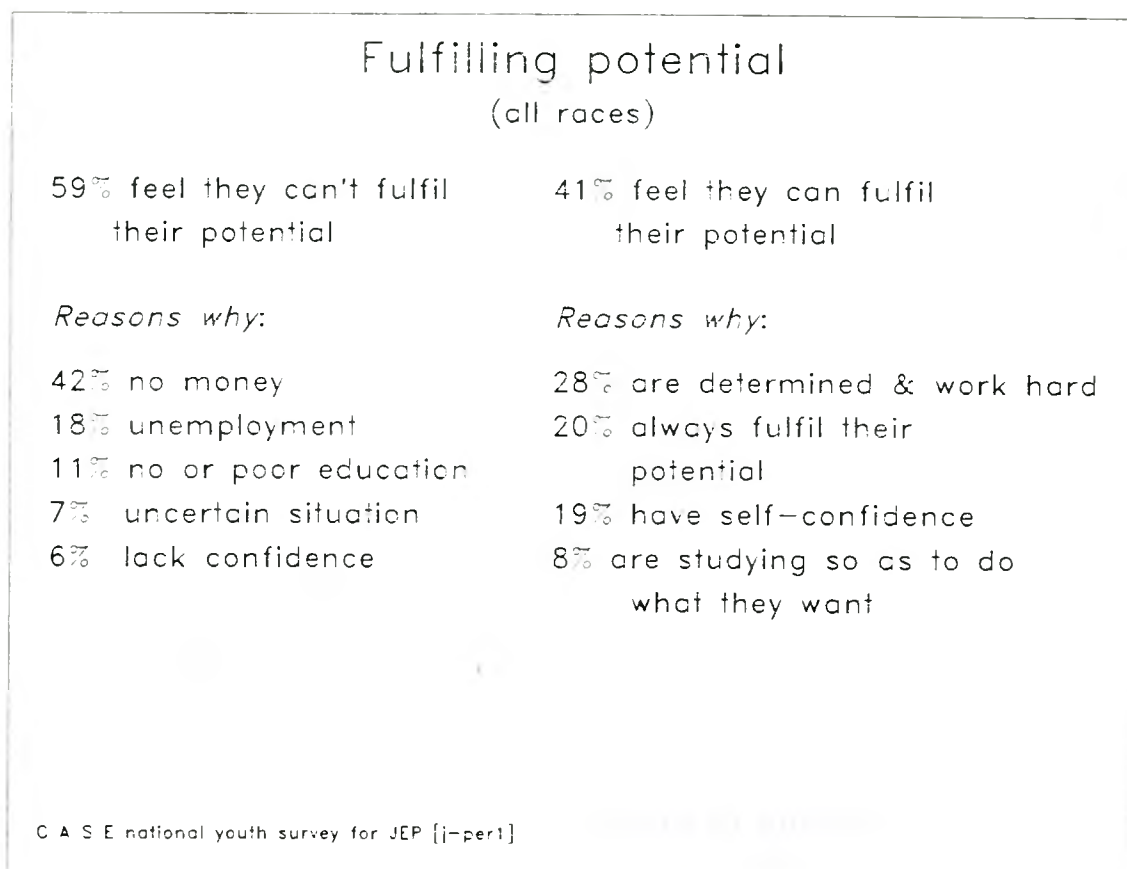 Fulfilling potential
(all races)
59% feel they can't fulfil
their potential
Reasons why:
42% no money
18% unemployment
11% no or poor education
7% uncertain situation
6% lack confidence
41% feel they can fulfil
their potential
Reasons why:
28% are determined & work hard
20% always fulfil their
potential
19% have self-confidence
8% are studying so as to do
what they want
C A S E national youth survey for JEP [j-per1]